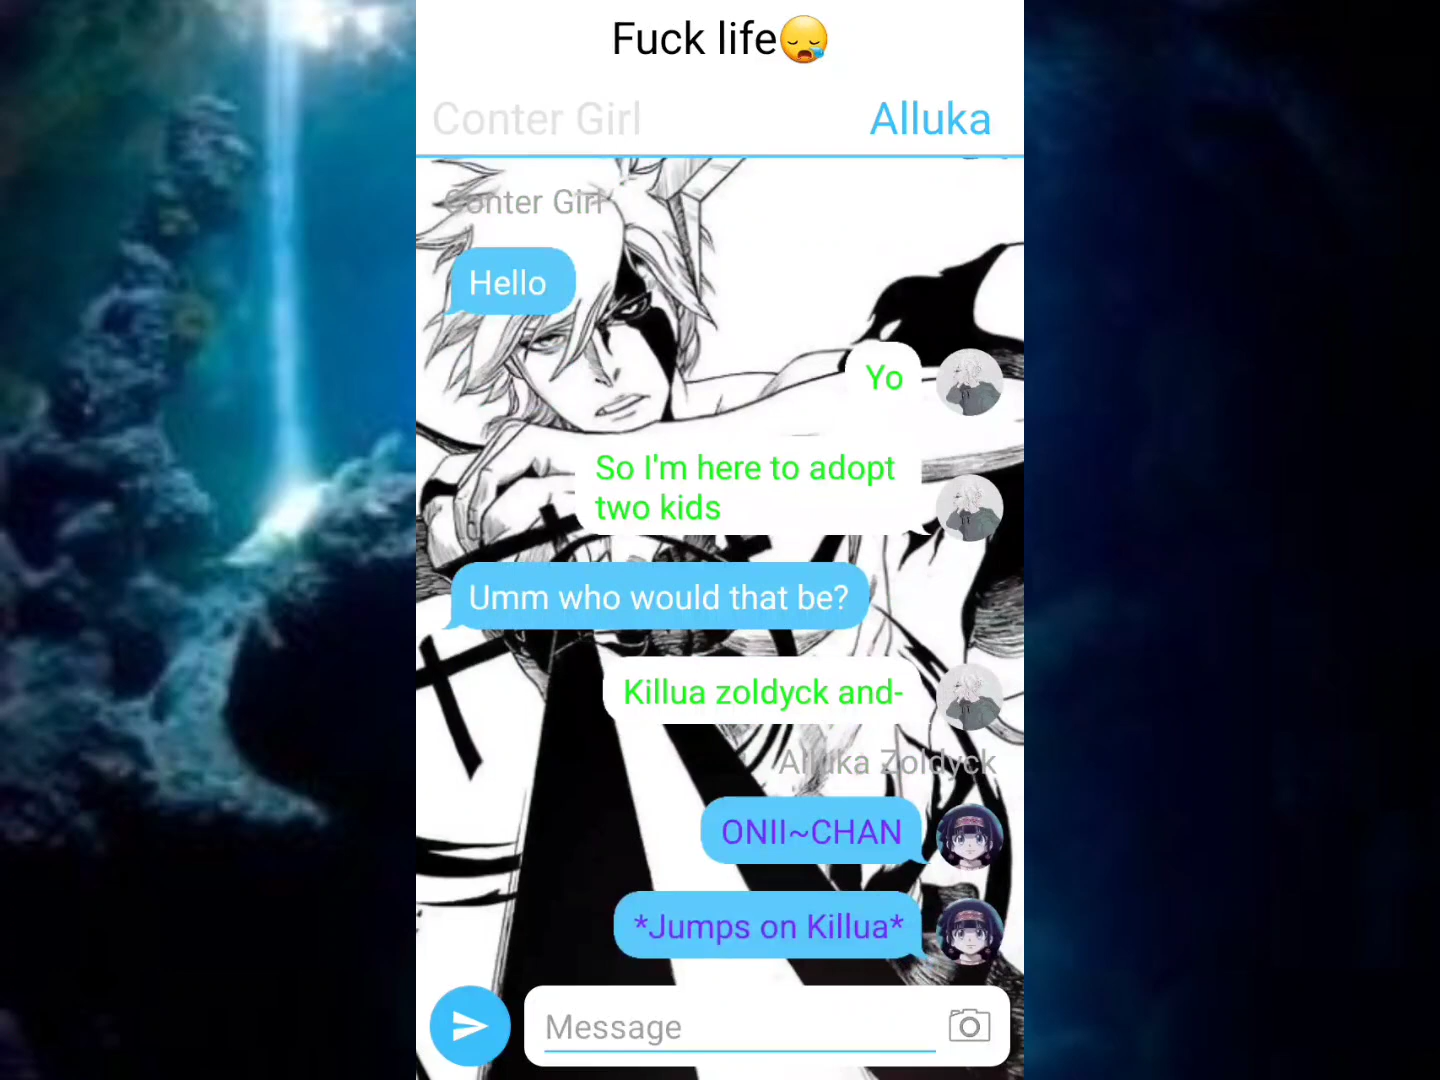 Fuck life😪
Conter Girl
Alluka
Conter Girl
Hello
Yo
So I'm here to adopt
two kids
Umm who would that be?
Killua zoldyck and-
Alluka Zoldyck
ONII~CHAN
*Jumps on Killua*
Message